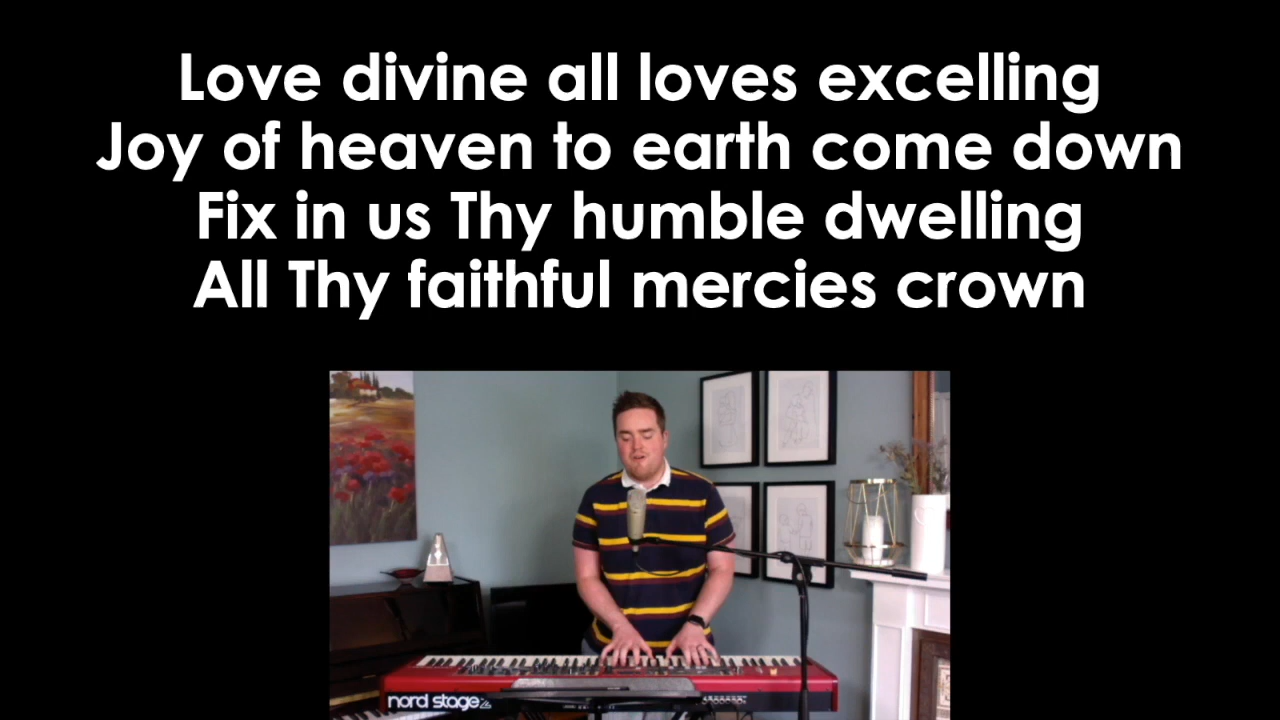 Love divine all loves excelling
Joy of heaven to earth come down
Fix in us Thy humble dwelling
All Thy faithful mercies crown
nord stage